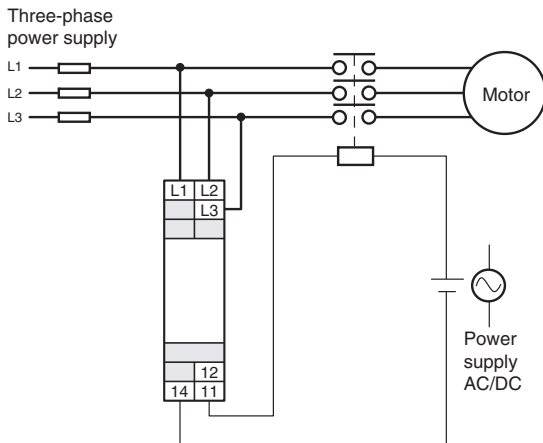 Three-phase
power supply
L1
L2
L3
Motor
L1 L2
L3
12
14 11
Power
supply
AC/DC